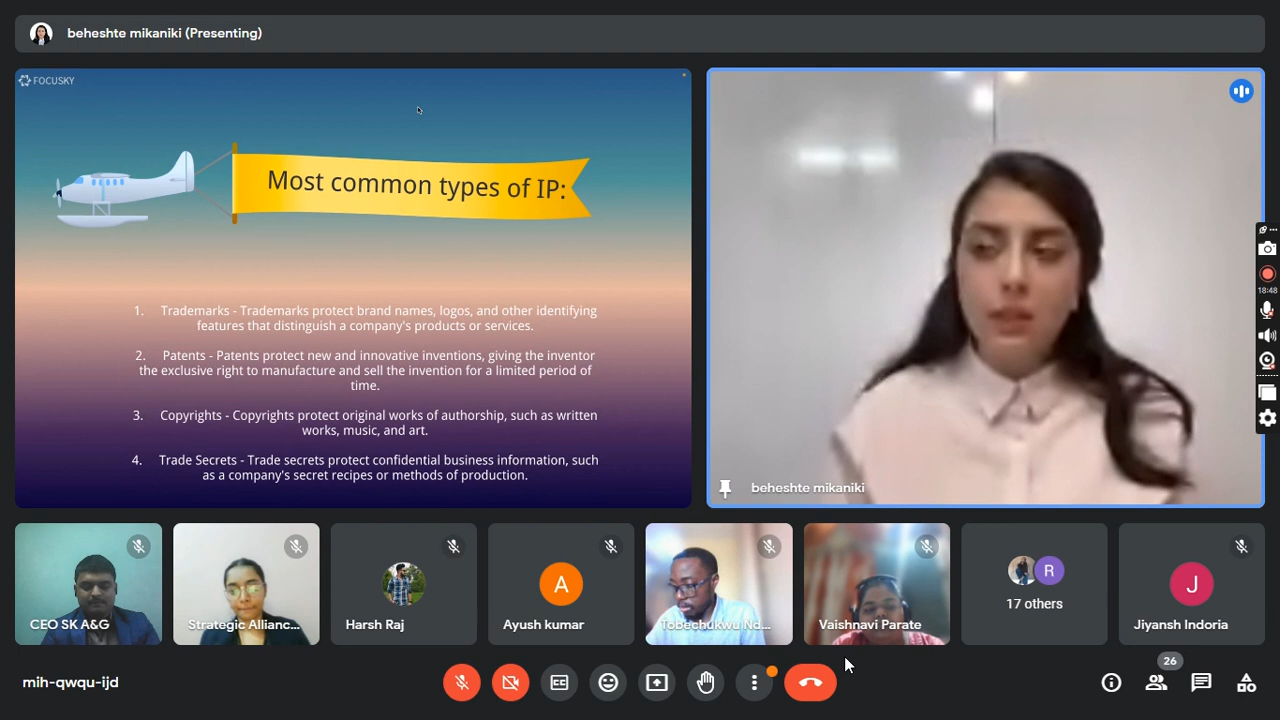 beheshte mikaniki (Presenting)
FOCUSKY
Most common types of IP:
1. Trademarks - Trademarks protect brand names, logos, and other identifying
features that distinguish a company's products or services.
2. Patents - Patents protect new and innovative inventions, giving the inventor
the exclusive right to manufacture and sell the invention for a limited period of
time.
3. Copyrights - Copyrights protect original works of authorship, such as written
works, music, and art.
4. Trade Secrets - Trade secrets protect confidential business information, such
as a company's secret recipes or methods of production.
beheshte mikaniki
18:48
CEO SK A&G
Strategic Allianc...
Harsh Raj
A
Ayush kumar
Tobechukwu Nd...
Vaishnavi Parate
R
17 others
J
Jiyansh Indoria
mih-qwqu-ijd
CC
26